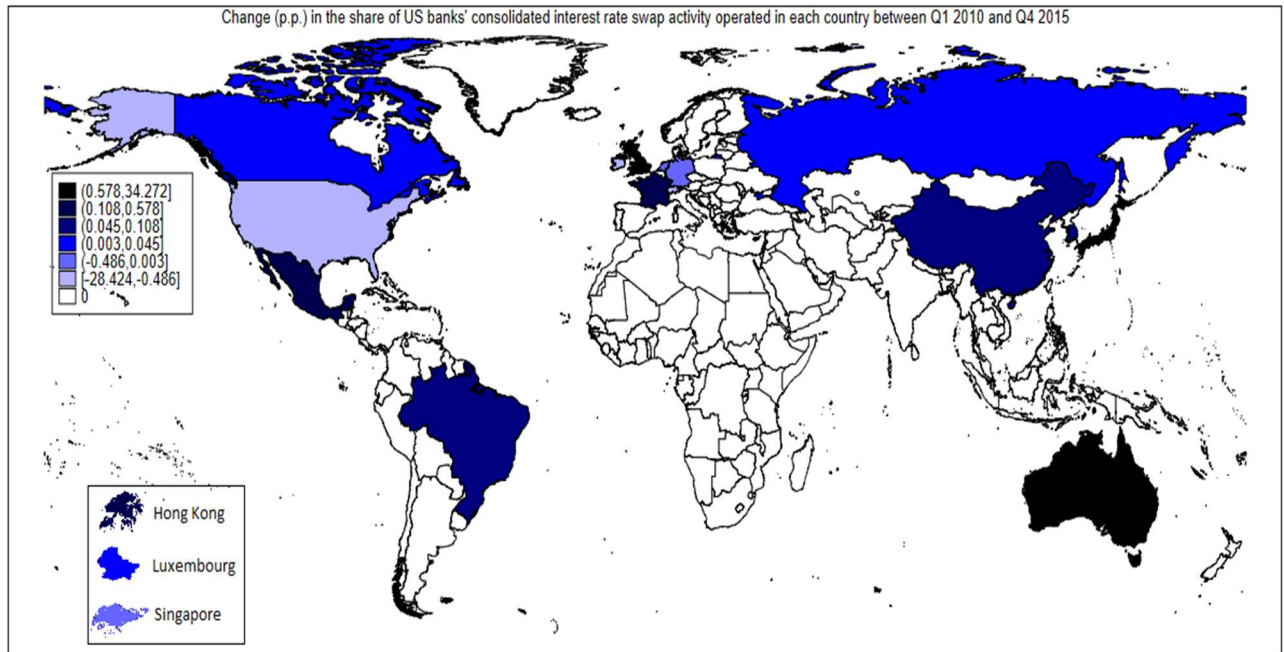 Change (p.p.) in the share of US banks' consolidated interest rate swap activity operated in each country between Q1 2010 and Q4 2015
(0.578,34.272]
(0.108,0.578]
(0.045,0.108]
(0.003,0.045]
(-0.486,0.003]
[-28.424,-0.486]
0
Hong Kong
Luxembourg
Singapore